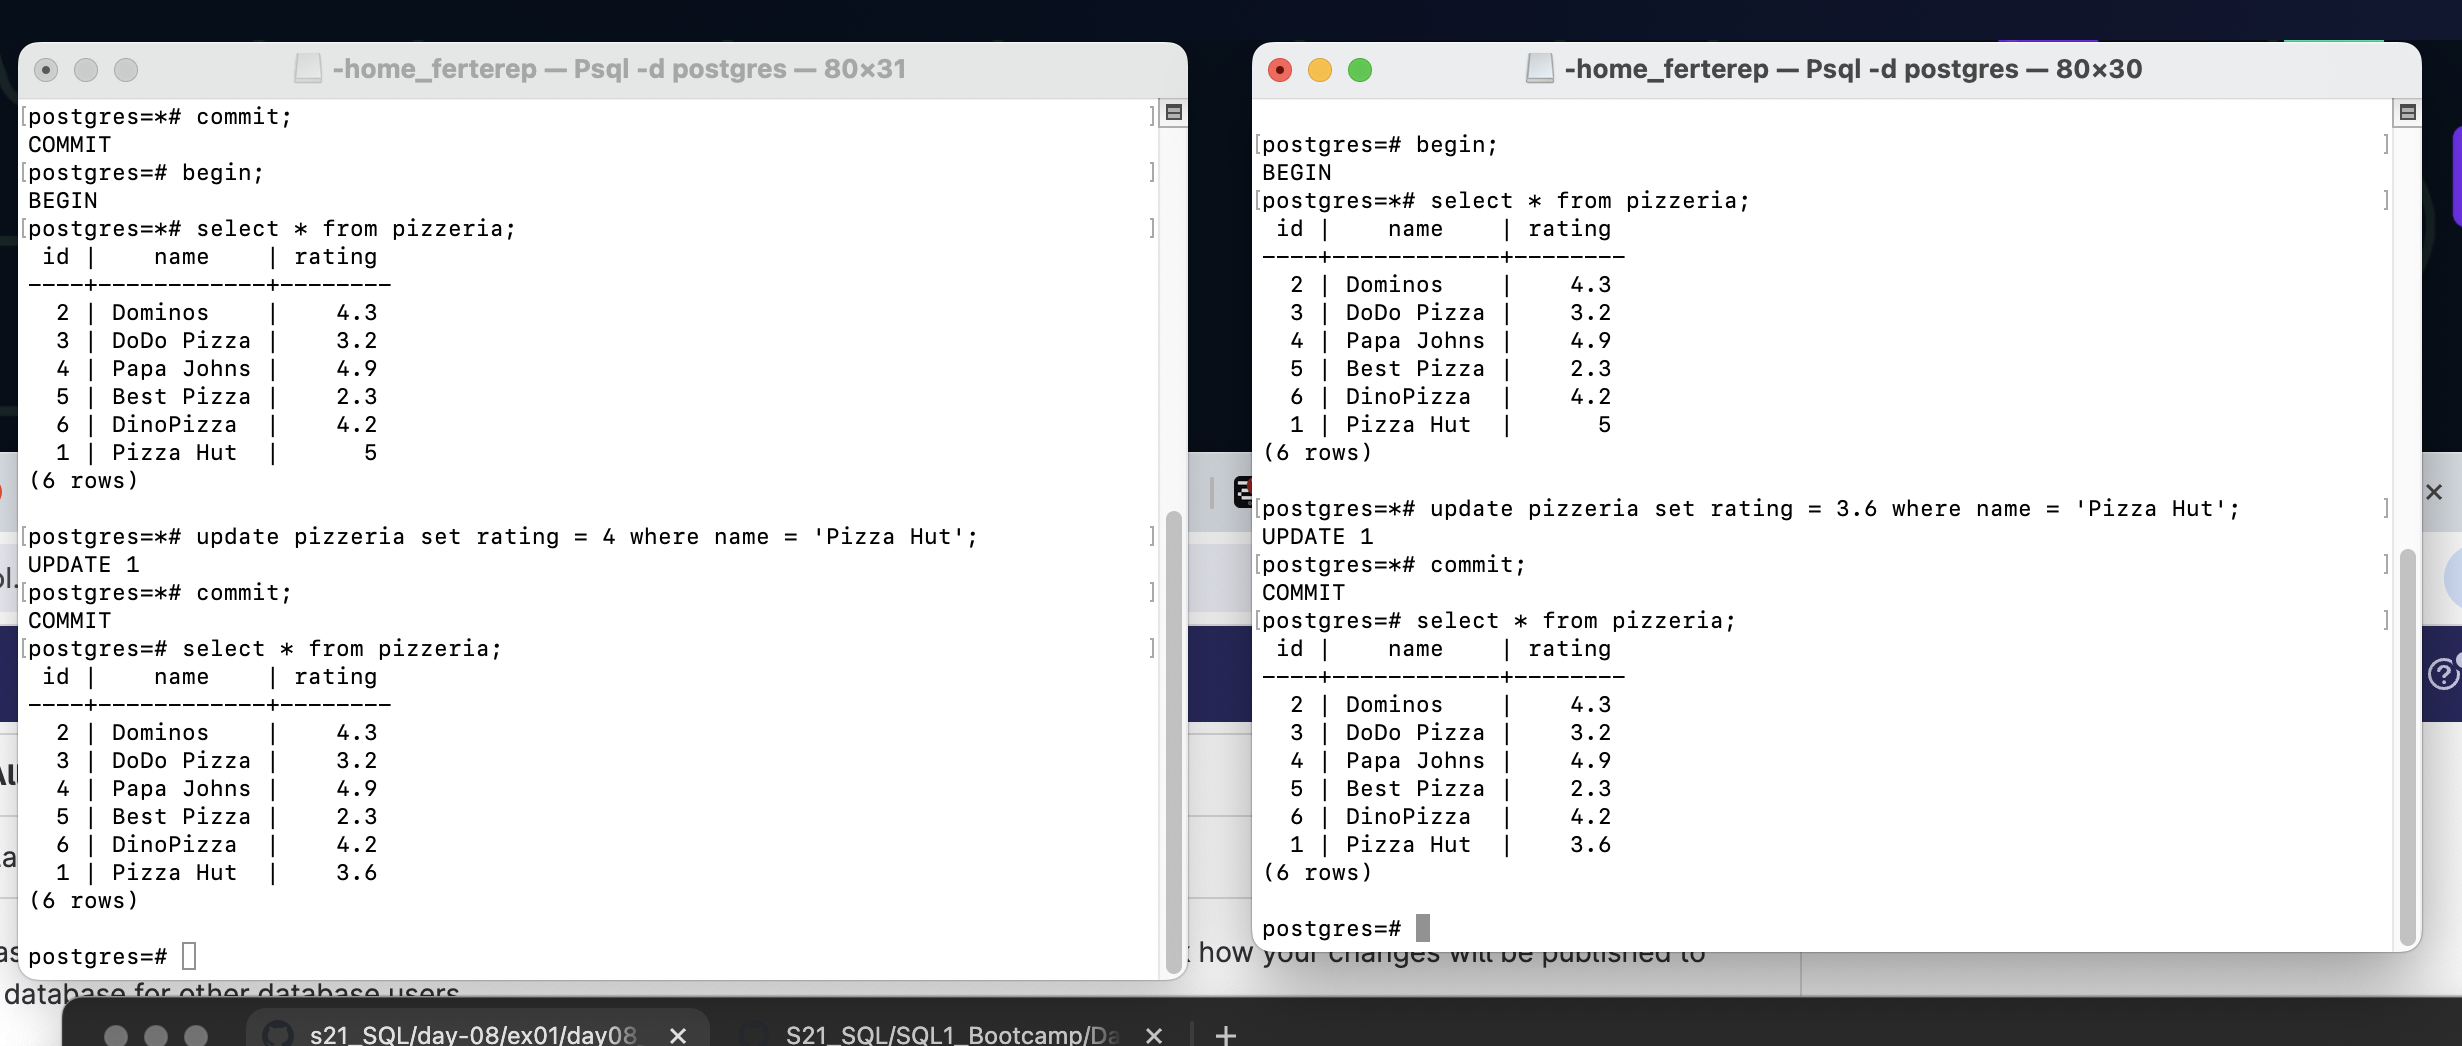 -home_ferterep — Psql -d postgres — 80×31
[postgres=*# commit; ]
COMMIT
[postgres=# begin; ]
BEGIN
[postgres=*# select * from pizzeria; ]
 id |    name     | rating
----+-------------+--------
  2 | Dominos     |    4.3
  3 | DoDo Pizza  |    3.2
  4 | Papa Johns  |    4.9
  5 | Best Pizza  |    2.3
  6 | DinoPizza   |    4.2
  1 | Pizza Hut   |      5
(6 rows)
[postgres=*# update pizzeria set rating = 4 where name = 'Pizza Hut'; ]
UPDATE 1
[postgres=*# commit; ]
COMMIT
[postgres=# select * from pizzeria; ]
 id |    name     | rating
----+-------------+--------
  2 | Dominos     |    4.3
  3 | DoDo Pizza  |    3.2
  4 | Papa Johns  |    4.9
  5 | Best Pizza  |    2.3
  6 | DinoPizza   |    4.2
  1 | Pizza Hut   |    3.6
(6 rows)
postgres=#
-home_ferterep — Psql -d postgres — 80×30
[postgres=# begin; ]
BEGIN
[postgres=*# select * from pizzeria; ]
 id |    name     | rating
----+-------------+--------
  2 | Dominos     |    4.3
  3 | DoDo Pizza  |    3.2
  4 | Papa Johns  |    4.9
  5 | Best Pizza  |    2.3
  6 | DinoPizza   |    4.2
  1 | Pizza Hut   |      5
(6 rows)
[postgres=*# update pizzeria set rating = 3.6 where name = 'Pizza Hut'; ]
UPDATE 1
[postgres=*# commit; ]
COMMIT
[postgres=# select * from pizzeria; ]
 id |    name     | rating
----+-------------+--------
  2 | Dominos     |    4.3
  3 | DoDo Pizza  |    3.2
  4 | Papa Johns  |    4.9
  5 | Best Pizza  |    2.3
  6 | DinoPizza   |    4.2
  1 | Pizza Hut   |    3.6
(6 rows)
postgres=#
how your changes will be published to
database for other database users
s21_SQL/day-08/ex01/day08
S21_SQL/SQL1_Bootcamp/Da